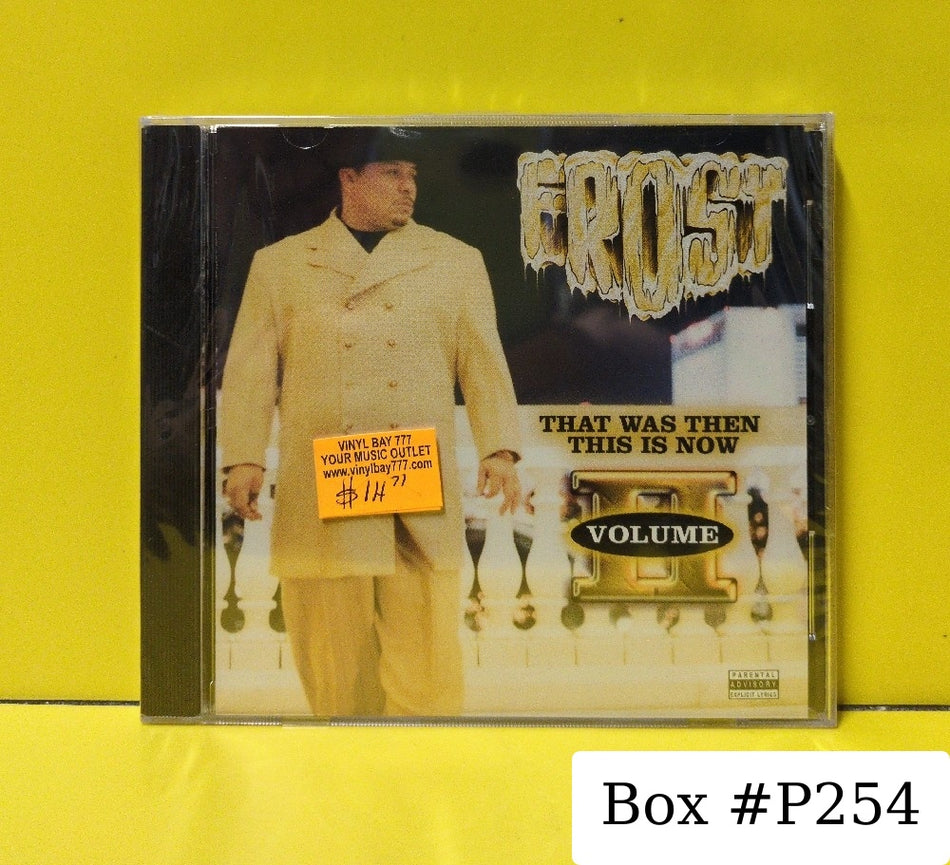 FROST
THAT WAS THEN
THIS IS NOW
II
VOLUME
VINYL BAY 777
YOUR MUSIC OUTLET
www.vinylbay777.com
$14 71
PARENTAL
ADVISORY
EXPLICIT LYRICS
Box #P254